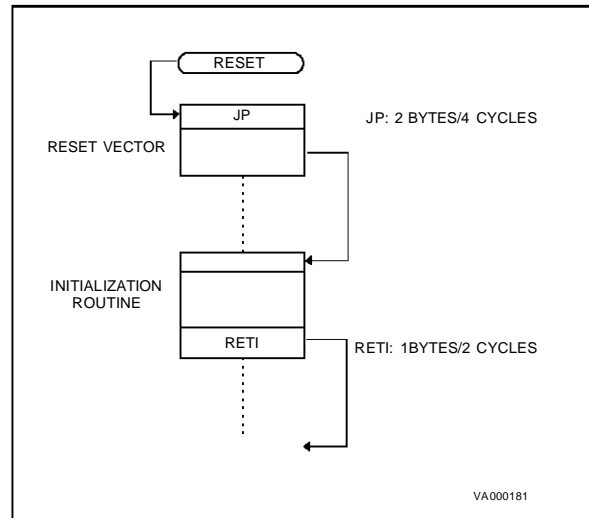 RESET
JP
JP: 2 BYTES/4 CYCLES
RESET VECTOR
INITIALIZATION
ROUTINE
RETI
RETI: 1BYTES/2 CYCLES
VA000181